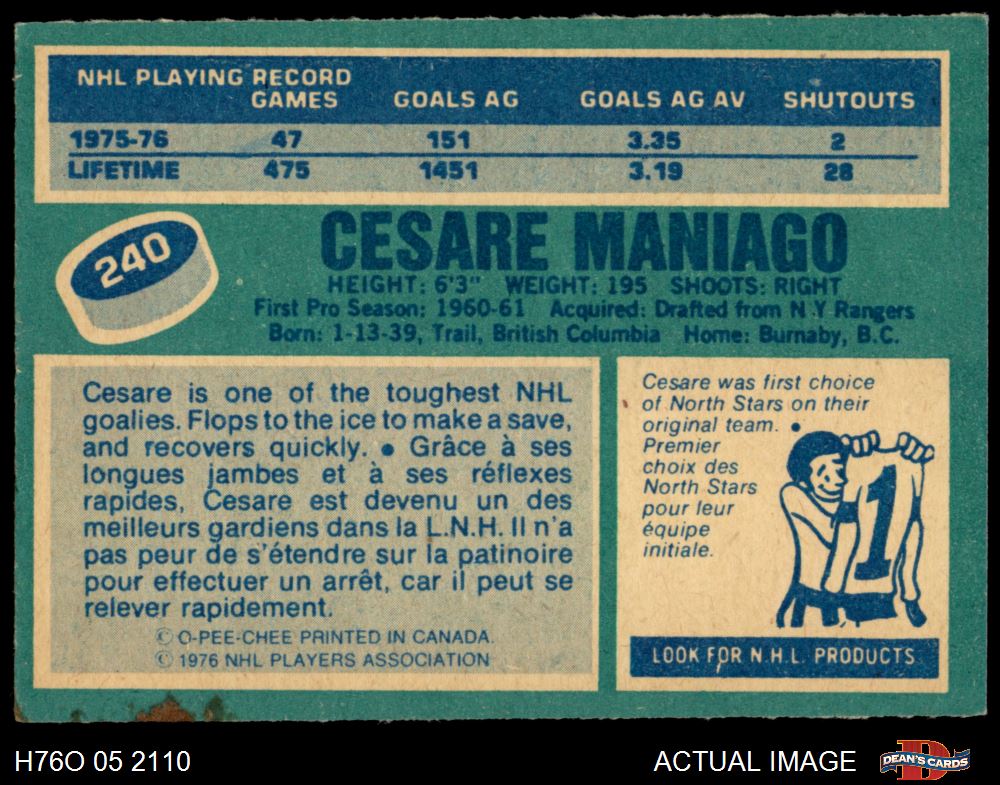 NHL PLAYING RECORD
GAMES GOALS AG GOALS AG AV SHUTOUTS
1975-76 47 151 3.35 2
LIFETIME 475 1451 3.19 28
240
CESARE MANIAGO
HEIGHT: 6'3" WEIGHT: 195 SHOOTS: RIGHT
First Pro Season: 1960-61 Acquired: Drafted from N Y Rangers
Born: 1-13-39, Trail, British Columbia Home: Burnaby, B.C.
Cesare is one of the toughest NHL
goalies. Flops to the ice to make a save,
and recovers quickly. ● Grâce à ses
longues jambes et à ses réflexes
rapides, Cesare est devenu un des
meilleurs gardiens dans la L.N.H. Il n'a
pas peur de s'étendre sur la patinoire
pour effectuer un arrêt, car il peut se
relever rapidement.
© O-PEE-CHEE PRINTED IN CANADA.
© 1976 NHL PLAYERS ASSOCIATION
Cesare was first choice
of North Stars on their
original team. ●
Premier
choix des
North Stars
pour leur
équipe
initiale.
1
LOOK FOR N.H.L. PRODUCTS
H76O 05 2110
ACTUAL IMAGE
D
DEAN'S CARDS